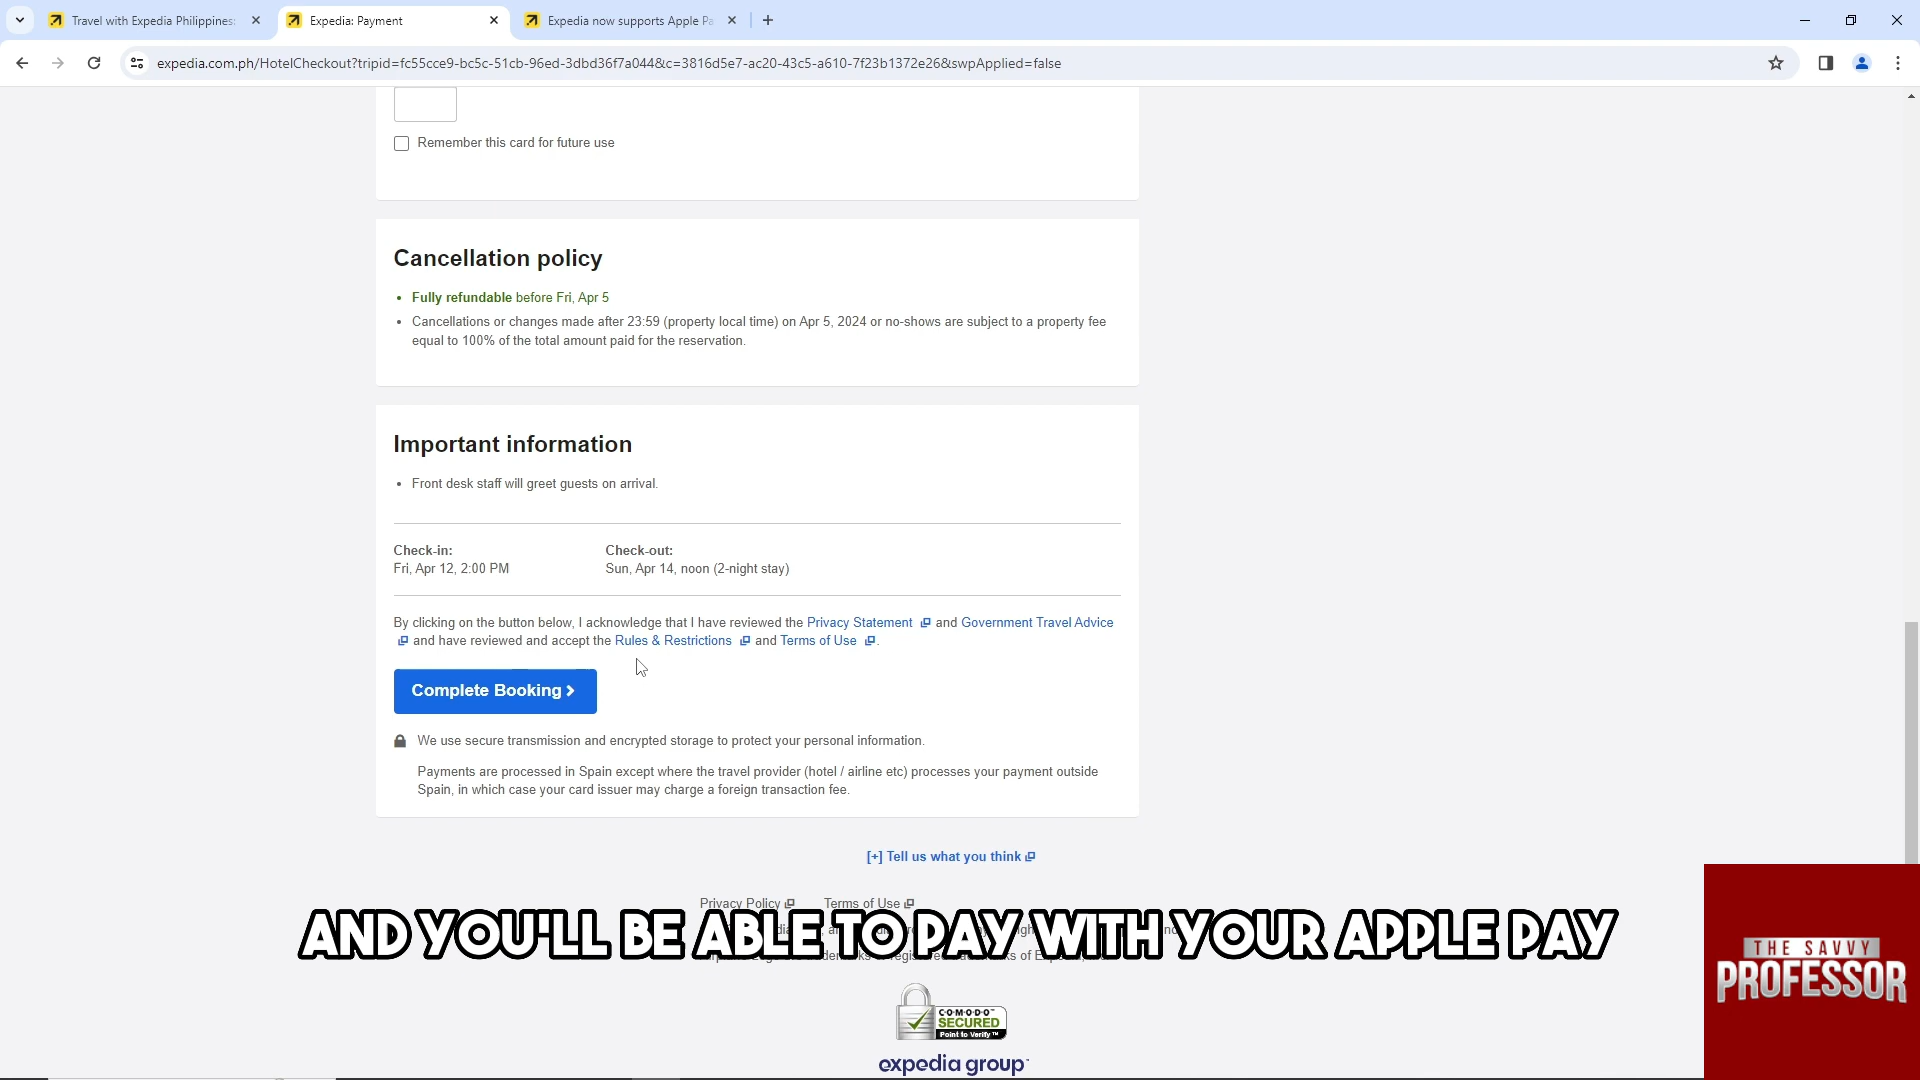 Travel with Expedia Philippines:
Expedia: Payment
Expedia now supports Apple Pa
expedia.com.ph/HotelCheckout?tripid=fc55cce9-bc5c-51cb-96ed-3dbd36f7a044&c=3816d5e7-ac20-43c5-a610-7f23b1372e26&swpApplied=false
Remember this card for future use
Cancellation policy
Fully refundable before Fri, Apr 5
Cancellations or changes made after 23:59 (property local time) on Apr 5, 2024 or no-shows are subject to a property fee
equal to 100% of the total amount paid for the reservation.
Important information
Front desk staff will greet guests on arrival.
Check-in:
Fri, Apr 12, 2:00 PM
Check-out:
Sun, Apr 14, noon (2-night stay)
By clicking on the button below, I acknowledge that I have reviewed the Privacy Statement and Government Travel Advice
and have reviewed and accept the Rules & Restrictions and Terms of Use .
Complete Booking
We use secure transmission and encrypted storage to protect your personal information.
Payments are processed in Spain except where the travel provider (hotel / airline etc) processes your payment outside
Spain, in which case your card issuer may charge a foreign transaction fee.
[+] Tell us what you think
Privacy Policy Terms of Use
AND YOU'LL BE ABLE TO PAY WITH YOUR APPLE PAY
THE SAVVY
PROFESSOR
COMODO
SECURED
Point to Verify™
expedia group